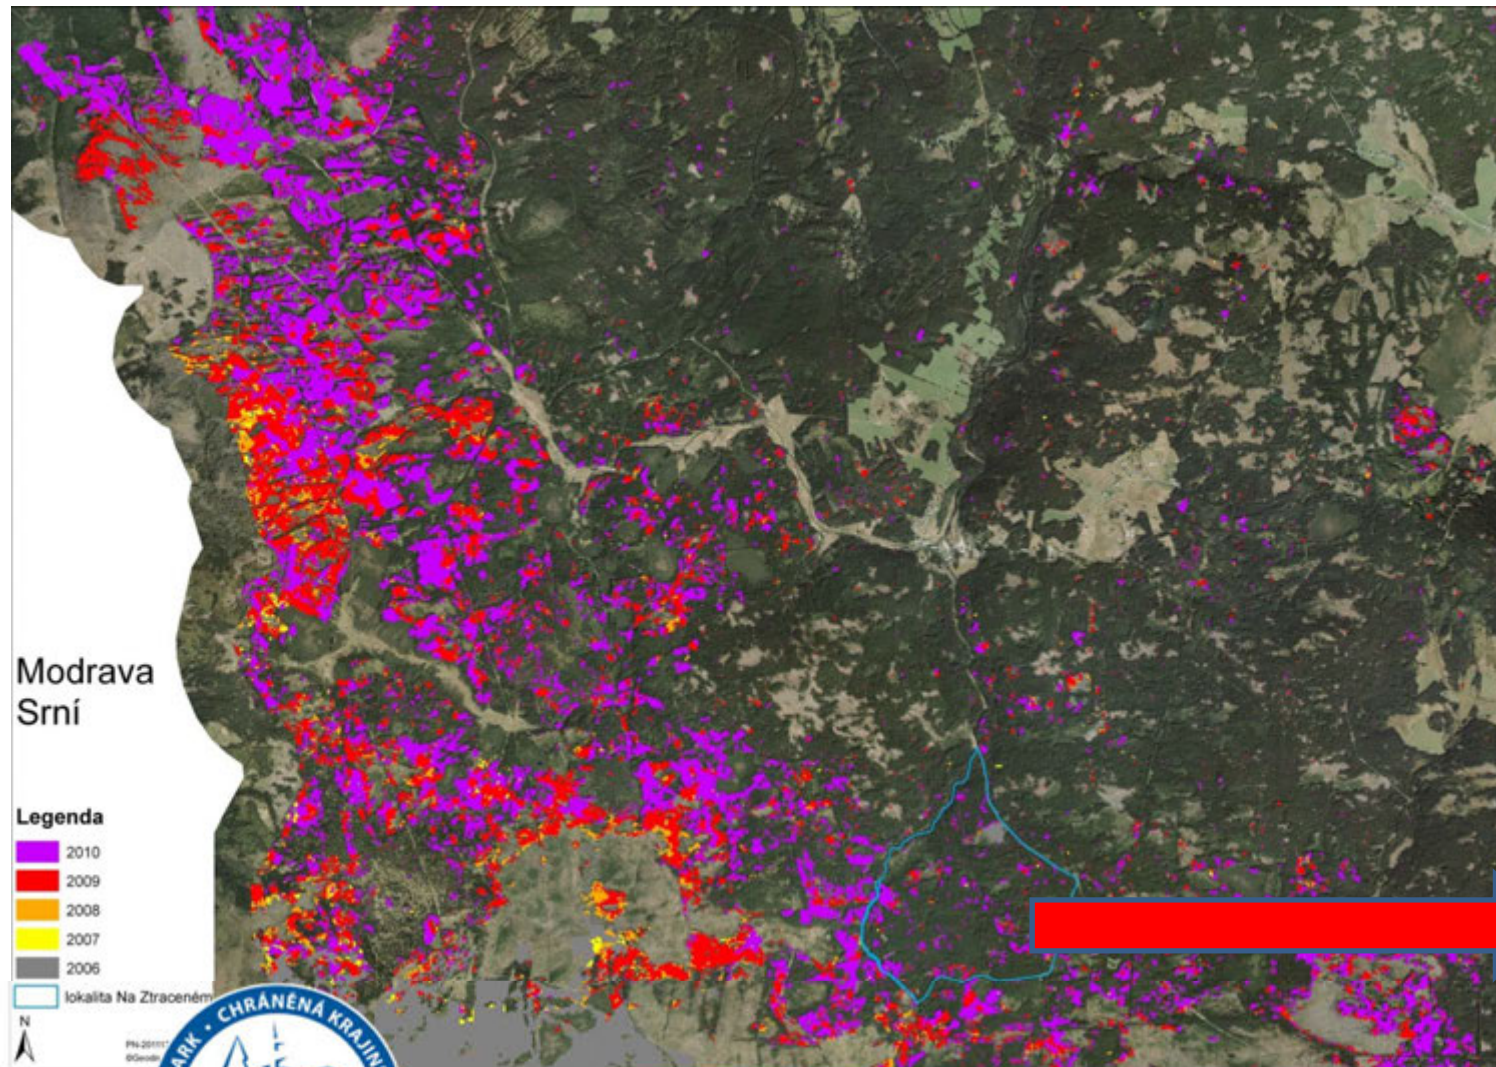 Modrava
Srní
Legenda
2010
2009
2008
2007
2006
lokalita Na Ztraceném
N
ARK • CHRÁNĚNÁ KRAJIN